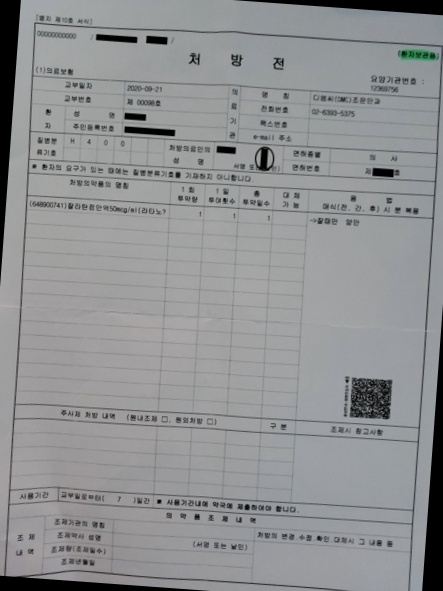 [별지 제10호 서식]
00000000000 /
(환자보관용)
처 방 전
(1)의료보험
요양기관번호 :
12369756
교부일자 2020-09-21
교부번호 제 00098호
환자
성 명
주민등록번호
의료기관
명 칭 디엠씨(DMC)조은안과
전화번호 02-6393-5375
팩스번호
e-mail 주소
질병분류기호 H 4 0 0
처방의료인의 성 명
서명 또는
면허종별 의 사
면허번호 제 호
* 환자의 요구가 있는 때에는 질병분류기호를 기재하지 아니합니다.
처방의약품의 명칭 1 회 투약량 1 일 투여횟수 총 투약일수 대 체 가 능 용 법
매식(전, 간, 후) 시 분 복용
(648900741)잘라탄점안액50mcg/ml(라타노? 1 1 1 ->잘때만 양안
주사제 처방 내역 (원내조제 □, 원외처방 □) 구 분 조제시 참고사항
사용기간 교부일로부터( 7 )일간 * 사용기간내에 약국에 제출하여야 합니다.
의 약 품 조 제 내 역
조 제 내 역
조제기관의 명칭
조제약사 성명 (서명 또는 날인)
조제량(조제일수)
조제년월일
처방의 변경,수정,확인,대체시 그 내용 등